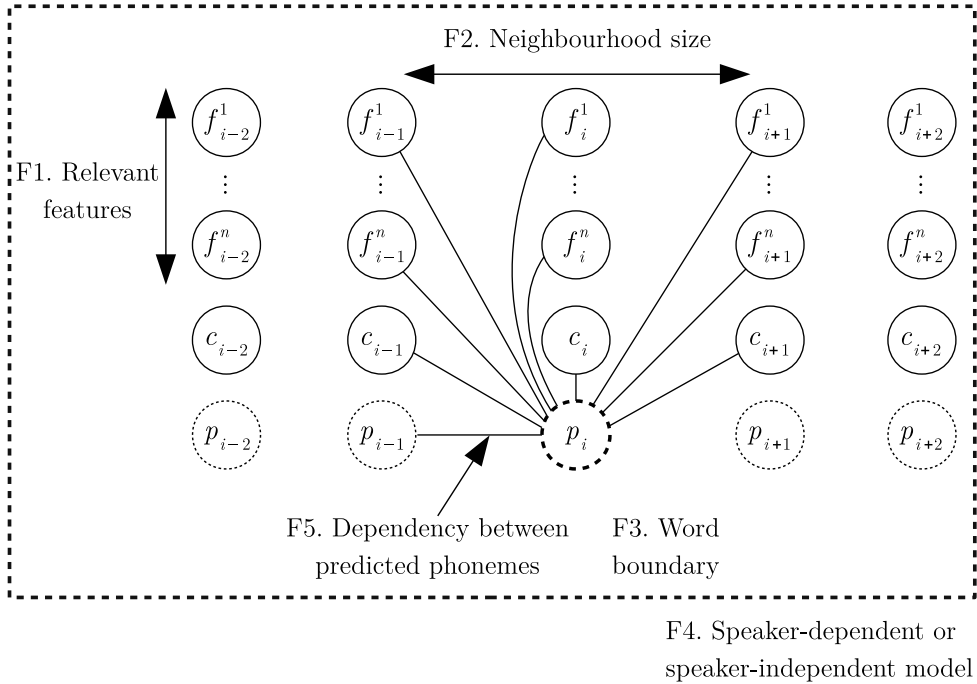 F2. Neighbourhood size
f^1_{i−2} f^1_{i−1} f^1_i f^1_{i+1} f^1_{i+2}
F1. Relevant
features
⋮ ⋮ ⋮ ⋮ ⋮
f^n_{i−2} f^n_{i−1} f^n_i f^n_{i+1} f^n_{i+2}
c_{i−2} c_{i−1} c_i c_{i+1} c_{i+2}
p_{i−2} p_{i−1} p_i p_{i+1} p_{i+2}
F5. Dependency between
predicted phonemes
F3. Word
boundary
F4. Speaker-dependent or
speaker-independent model